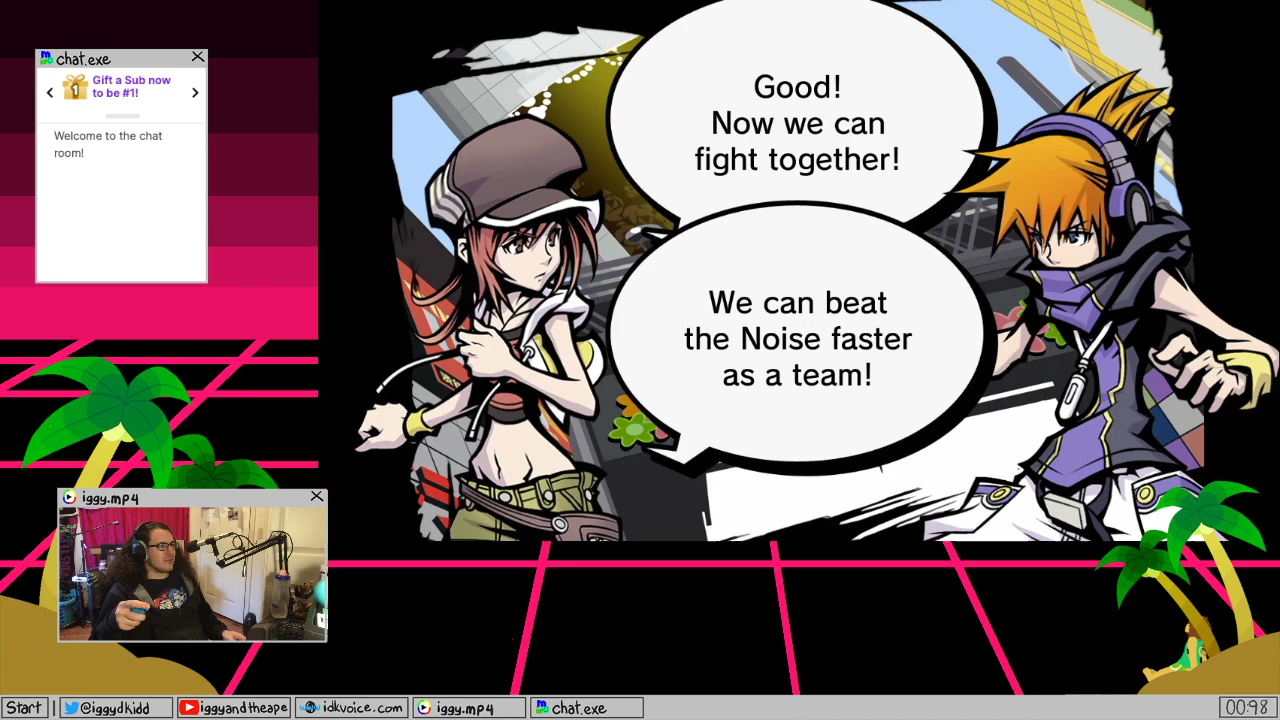 chat.exe
Gift a Sub now
to be #1!
1
Welcome to the chat
room!
Good!
Now we can
fight together!
We can beat
the Noise faster
as a team!
iggy.mp4
Start
@iggydkidd
iggyandtheape
idkvoice.com
iggy.mp4
chat.exe
00:98